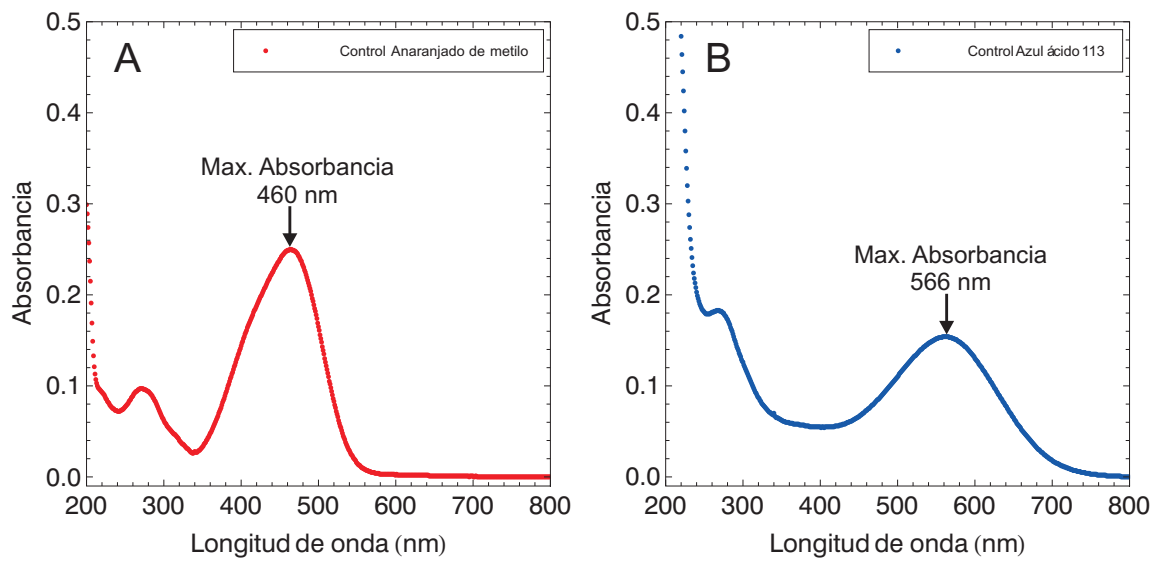 A
Control Anaranjado de metilo
Max. Absorbancia
460 nm
0.5
0.4
0.3
0.2
0.1
0.0
Absorbancia
200 300 400 500 600 700 800
Longitud de onda (nm)
B
Control Azul ácido 113
Max. Absorbancia
566 nm
0.5
0.4
0.3
0.2
0.1
0.0
Absorbancia
200 300 400 500 600 700 800
Longitud de onda (nm)